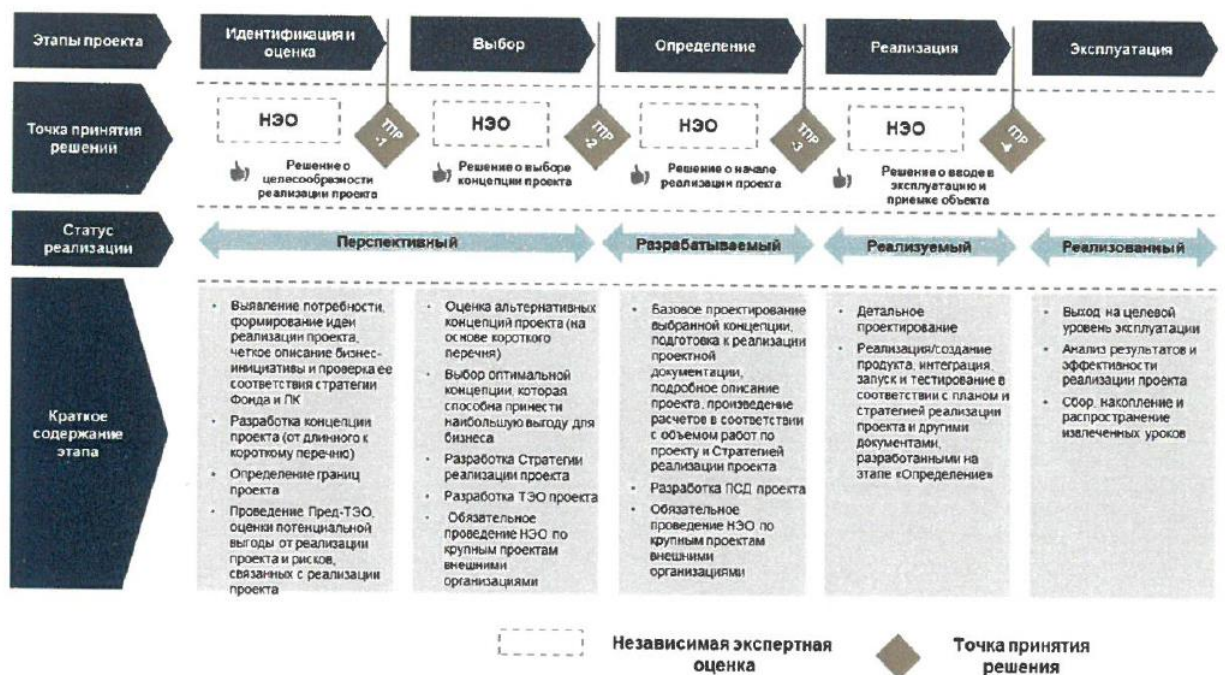 Этапы проекта
Идентификация и
оценка
Выбор
Определение
Реализация
Эксплуатация
Точка принятия
решений
НЭО
ТПР
-1
НЭО
ТПР
-2
НЭО
ТПР
-3
НЭО
ТПР
-4
Решение о
целесообразности
реализации проекта
Решение о выборе
концепции проекта
Решение о начале
реализации проекта
Решение о вводе в
эксплуатацию и
приемке объекта
Статус
реализации
Перспективный
Разрабатываемый
Реализуемый
Реализованный
Краткое
содержание
этапа
• Выявление потребности,
формирование идеи
реализации проекта,
четкое описание бизнес-
инициативы и проверка ее
соответствия стратегии
Фонда и ПК
• Разработка концепции
проекта (от длинного к
короткому перечню)
• Определение границ
проекта
• Проведение Пред-ТЭО,
оценки потенциальной
выгоды от реализации
проекта и рисков,
связанных с реализации
проекта
• Оценка альтернативных
концепций проекта (на
основе короткого
перечня)
• Выбор оптимальной
концепции, которая
способна принести
наибольшую выгоду для
бизнеса
• Разработка Стратегии
реализации проекта
• Разработка ТЭО проекта
• Обязательное
проведение НЭО по
крупным проектам
внешними
организациями
• Базовое проектирование
выбранной концепции,
подготовка к реализации
проектной
документации,
подробное описание
проекта, произведение
расчетов в соответствии
с объемом работ по
проекту и Стратегией
реализации проекта
• Разработка ПСД проекта
• Обязательное
проведение НЭО по
крупным проектам
внешними
организациями
• Детальное
проектирование
• Реализация/создание
продукта, интеграция,
запуск и тестирование в
соответствии с планом и
стратегией реализации
проекта и другими
документами,
разработанными на
этапе «Определение»
• Выход на целевой
уровень эксплуатации
• Анализ результатов и
эффективности
реализации проекта
• Сбор, накопление и
распространение
извлеченных уроков
Независимая экспертная
оценка
Точка принятия
решения